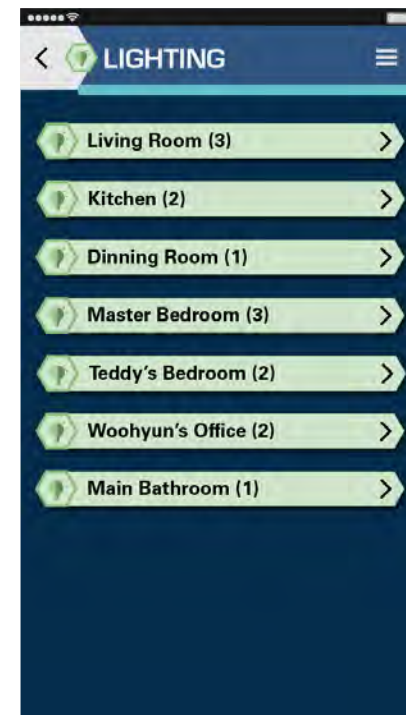 LIGHTING
Living Room (3)
Kitchen (2)
Dinning Room (1)
Master Bedroom (3)
Teddy's Bedroom (2)
Woohyun's Office (2)
Main Bathroom (1)